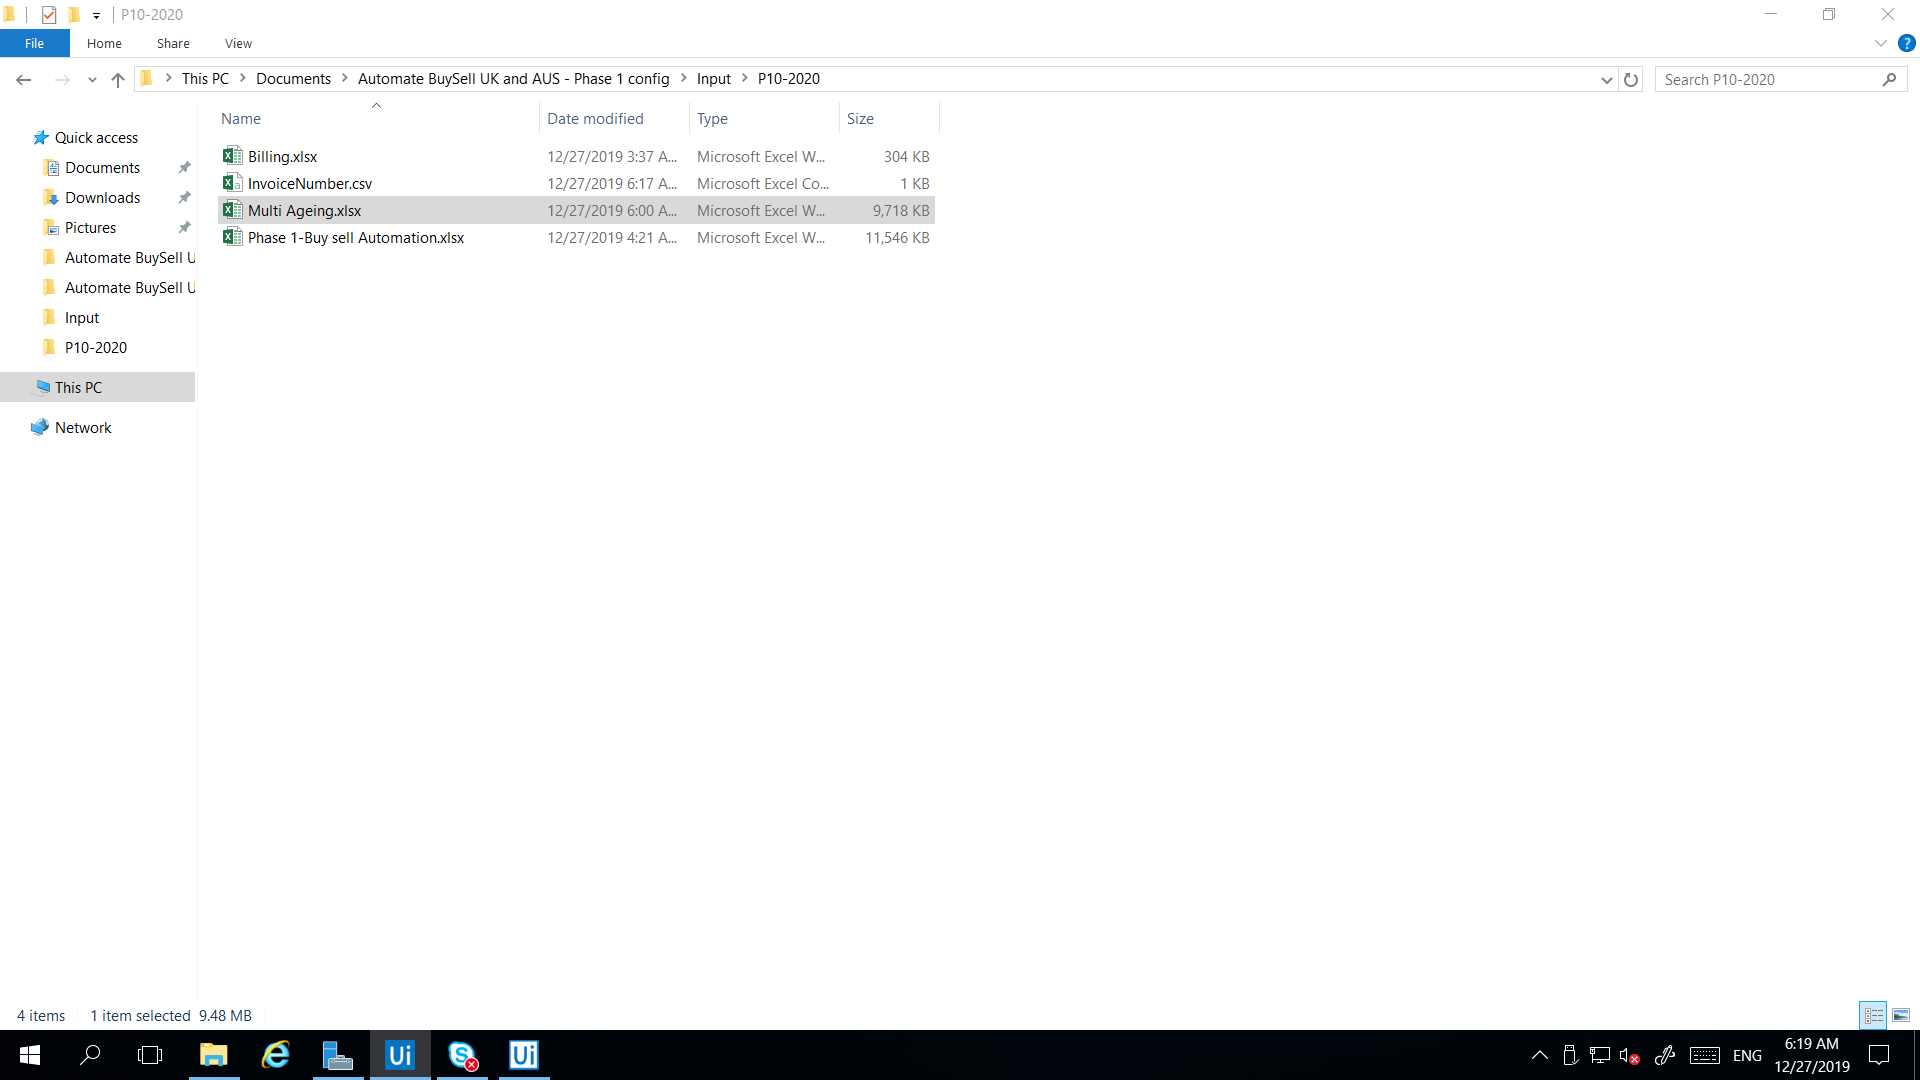 P10-2020
File Home Share View
This PC Documents Automate BuySell UK and AUS - Phase 1 config Input P10-2020
Search P10-2020
Name Date modified Type Size
Quick access
Documents
Downloads
Pictures
Automate BuySell U
Automate BuySell U
Input
P10-2020
This PC
Network
Billing.xlsx 12/27/2019 3:37 A... Microsoft Excel W... 304 KB
InvoiceNumber.csv 12/27/2019 6:17 A... Microsoft Excel Co... 1 KB
Multi Ageing.xlsx 12/27/2019 6:00 A... Microsoft Excel W... 9,718 KB
Phase 1-Buy sell Automation.xlsx 12/27/2019 4:21 A... Microsoft Excel W... 11,546 KB
4 items 1 item selected 9.48 MB
Ui Ui ENG 6:19 AM
12/27/2019